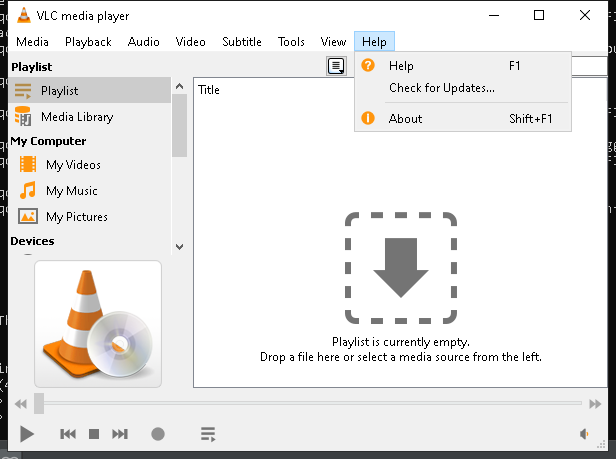 VLC media player
Media Playback Audio Video Subtitle Tools View Help
Playlist
Playlist
Media Library
My Computer
My Videos
My Music
My Pictures
Devices
Title
Help F1
Check for Updates...
About Shift+F1
Playlist is currently empty.
Drop a file here or select a media source from the left.